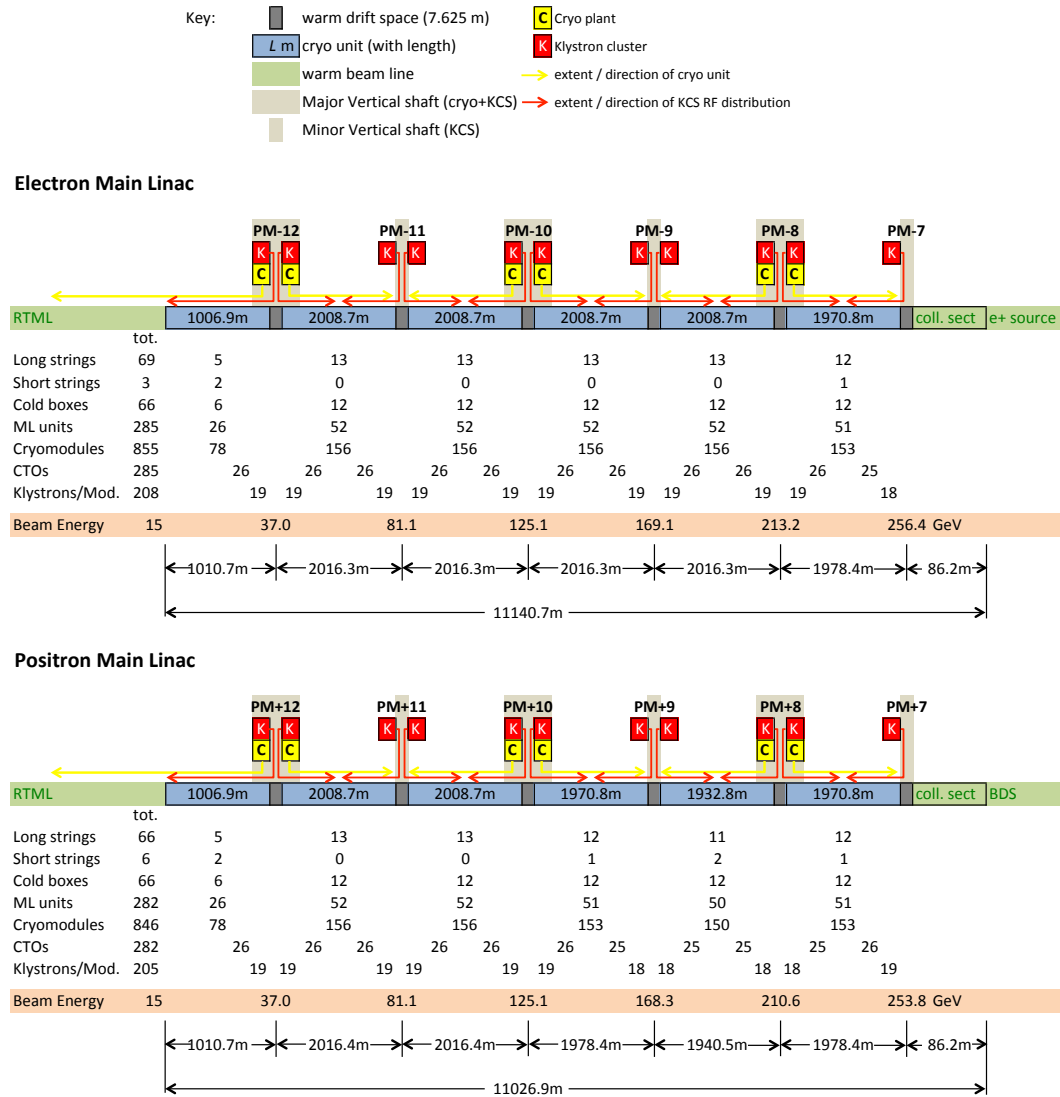 Key: warm drift space (7.625 m) C Cryo plant
L m cryo unit (with length) K Klystron cluster
warm beam line extent / direction of cryo unit
Major Vertical shaft (cryo+KCS) extent / direction of KCS RF distribution
Minor Vertical shaft (KCS)
Electron Main Linac
PM-12 PM-11 PM-10 PM-9 PM-8 PM-7
K K K K K K K K K K K
C C C C C C
RTML 1006.9m 2008.7m 2008.7m 2008.7m 2008.7m 1970.8m coll. sect e+ source
tot.
Long strings 69 5 13 13 13 13 12
Short strings 3 2 0 0 0 0 1
Cold boxes 66 6 12 12 12 12 12
ML units 285 26 52 52 52 52 51
Cryomodules 855 78 156 156 156 156 153
CTOs 285 26 26 26 26 26 26 26 26 26 26 25
Klystrons/Mod. 208 19 19 19 19 19 19 19 19 19 19 18
Beam Energy 15 37.0 81.1 125.1 169.1 213.2 256.4 GeV
1010.7m 2016.3m 2016.3m 2016.3m 2016.3m 1978.4m 86.2m
11140.7m
Positron Main Linac
PM+12 PM+11 PM+10 PM+9 PM+8 PM+7
K K K K K K K K K K K
C C C C C C
RTML 1006.9m 2008.7m 2008.7m 1970.8m 1932.8m 1970.8m coll. sect BDS
tot.
Long strings 66 5 13 13 12 11 12
Short strings 6 2 0 0 1 2 1
Cold boxes 66 6 12 12 12 12 12
ML units 282 26 52 52 51 50 51
Cryomodules 846 78 156 156 153 150 153
CTOs 282 26 26 26 26 26 26 25 25 25 25 26
Klystrons/Mod. 205 19 19 19 19 19 19 18 18 18 18 19
Beam Energy 15 37.0 81.1 125.1 168.3 210.6 253.8 GeV
1010.7m 2016.4m 2016.4m 1978.4m 1940.5m 1978.4m 86.2m
11026.9m